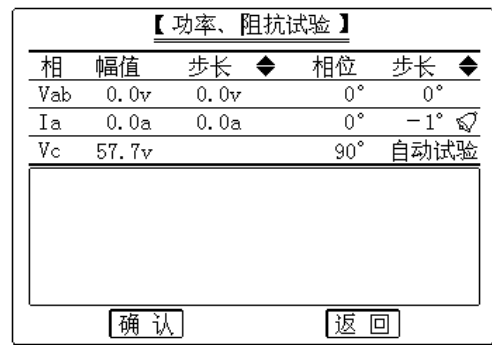 【功率、阻抗试验】
相 幅值 步长 ◆ 相位 步长 ◆
Vab 0.0v 0.0v 0° 0°
Ia 0.0a 0.0a 0° -1°
Vc 57.7v 90° 自动试验
确认 返回